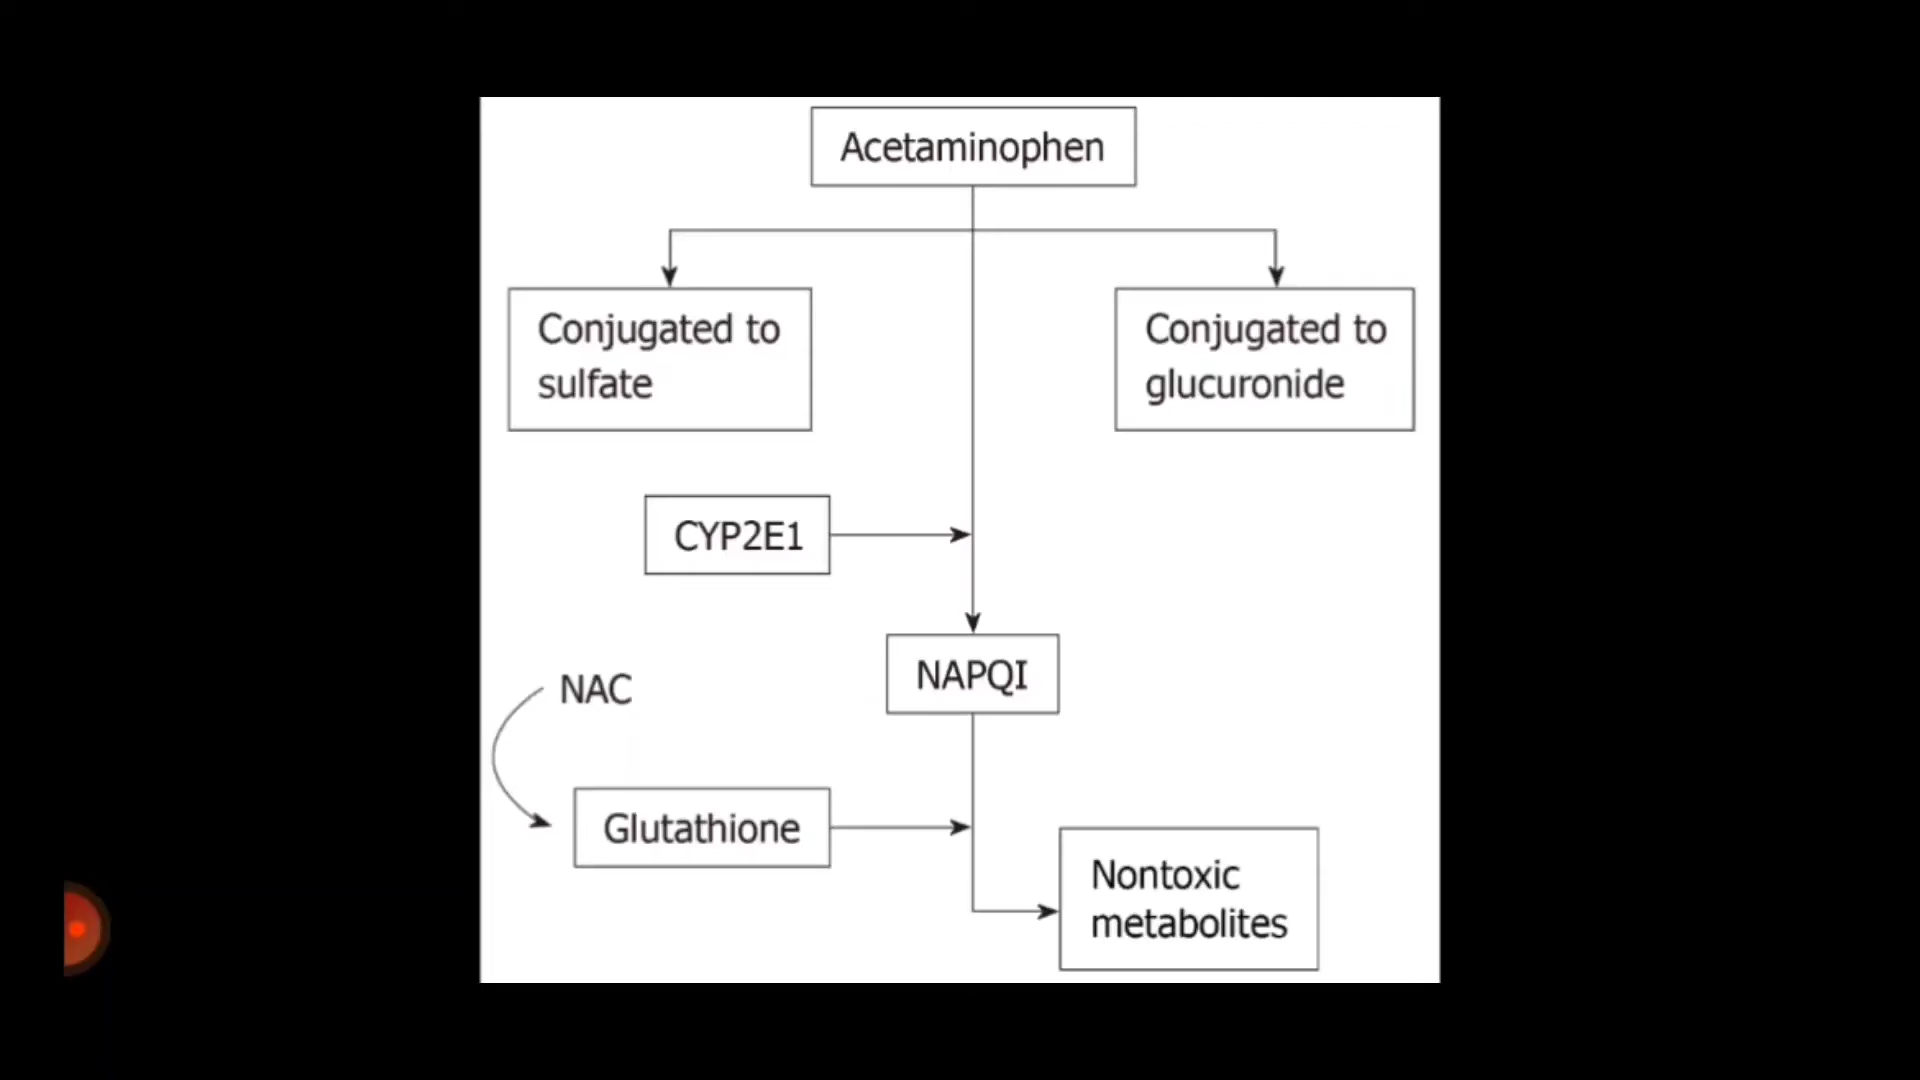 Acetaminophen
Conjugated to
sulfate
Conjugated to
glucuronide
CYP2E1
NAPQI
NAC
Glutathione
Nontoxic
metabolites